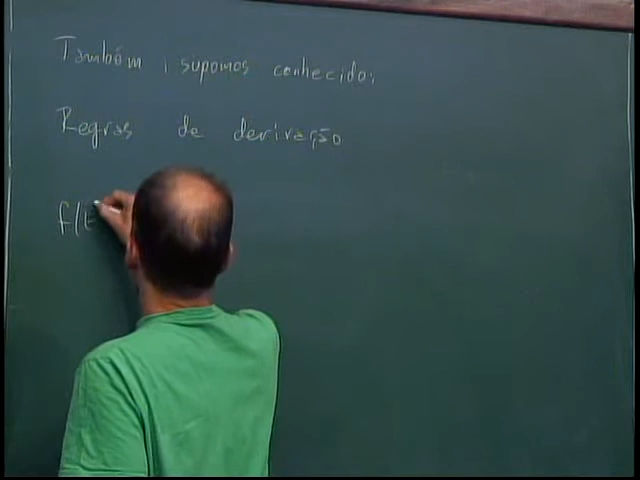 Também , supomos conhecido:
Regras de derivação
f(t